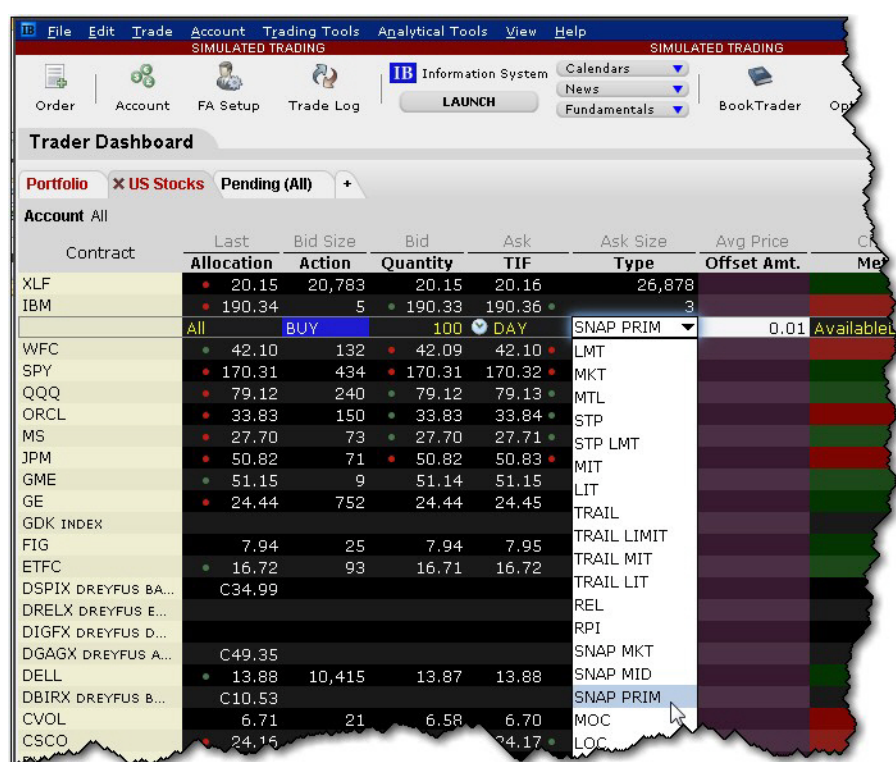 IB File Edit Trade Account Trading Tools Analytical Tools View Help
SIMULATED TRADING SIMULATED TRADING
IB Information System Calendars
News
Order Account FA Setup Trade Log LAUNCH Fundamentals BookTrader
Trader Dashboard
Portfolio US Stocks Pending (All) +
Account All
Contract Last Bid Size Bid Ask Ask Size Avg Price
Allocation Action Quantity TIF Type Offset Amt.
XLF 20.15 20,783 20.15 20.16 26,878
IBM 190.34 5 190.33 190.36 3
All BUY 100 DAY SNAP PRIM 0.01 Available
WFC 42.10 132 42.09 42.10 LMT
SPY 170.31 434 170.31 170.32 MKT
QQQ 79.12 240 79.12 79.13 MTL
ORCL 33.83 150 33.83 33.84 STP
MS 27.70 73 27.70 27.71 STP LMT
JPM 50.82 71 50.82 50.83 MIT
GME 51.15 9 51.14 51.15 LIT
GE 24.44 752 24.44 24.45 TRAIL
GDK INDEX TRAIL LIMIT
FIG 7.94 25 7.94 7.95 TRAIL MIT
ETFC 16.72 93 16.71 16.72 TRAIL LIT
DSPIX DREYFUS BA... C34.99 REL
DRELX DREYFUS E... RPI
DIGFX DREYFUS D...
DGAGX DREYFUS A... C49.35 SNAP MKT
DELL 13.88 10,415 13.87 13.88 SNAP MID
DBIRX DREYFUS B... C10.53 SNAP PRIM
CVOL 6.71 21 6.58 6.70 MOC
CSCO 24.16 24.17 LOC